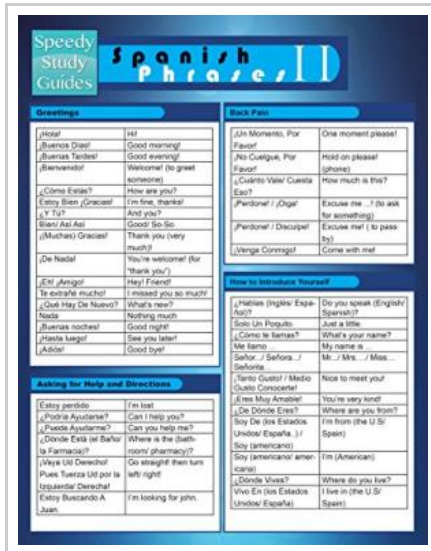 Speedy
Study
Guides
Spanish
Phrases II
Greetings
¡Hola! Hi!
¡Buenos Días! Good morning!
¡Buenas Tardes! Good evening!
¡Bienvenido! Welcome! (to greet
someone)
¿Cómo Estás? How are you?
Estoy Bien ¡Gracias! I'm fine, thanks!
¿Y Tú? And you?
Bien/ Así Así Good/ So-So
¡(Muchas) Gracias! Thank you (very
much)!
¡De Nada! You're welcome! (for
"thank you")
¡Eh! ¡Amigo! Hey! Friend!
Te extrañé mucho! I missed you so much!
¿Qué Hay De Nuevo? What's new?
Nada Nothing much
¡Buenas noches! Good night!
¡Hasta luego! See you later!
¡Adiós! Good bye!
Asking for Help and Directions
Estoy perdido I'm lost
¿Podría Ayudarse? Can I help you?
¿Pueda Ayudarme? Can you help me?
¿Dónde Está (el Baño/ Where is the (bath-
la Farmacia)? room/ pharmacy)?
¡Vaya Ud Derecho! Go straight! then turn
Pues Tuerza Ud por la left/ right!
Izquierda/ Derecha!
Estoy Buscando A I'm looking for john.
Juan.
Back Pain
¡Un Momento, Por One moment please!
Favor!
¡No Cuelgue, Por Hold on please!
Favor! (phone)
¿Cuánto Vale/ Cuesta How much is this?
Eso?
¡Perdone! / ¡Oiga! Excuse me ...! (to ask
for something)
¡Perdone! / Disculpe! Excuse me! ( to pass
by)
¡Venga Conmigo! Come with me!
How to Introduce Yourself
¿Hablas (Inglés/ Espa- Do you speak (English/
ñol)? Spanish)?
Solo Un Poquito Just a little.
¿Cómo te llamas? What's your name?
Me llamo ... My name is ...
Señor.../ Señora.../ Mr.../ Mrs.../ Miss....
Señorita...
¡Tanto Gusto! / Medio Nice to meet you!
Gusto Conocerte!
¡Eres Muy Amable! You're very kind!
¿De Dónde Eres? Where are you from?
Soy De (los Estados I'm from (the U.S/
Unidos/ España..) / Spain)
Soy (americano)
Soy (americano/ amer- I'm (American)
icano)
¿Dónde Vives? Where do you live?
Vivo En (los Estados I live in (the U.S/
Unidos/ España) Spain)